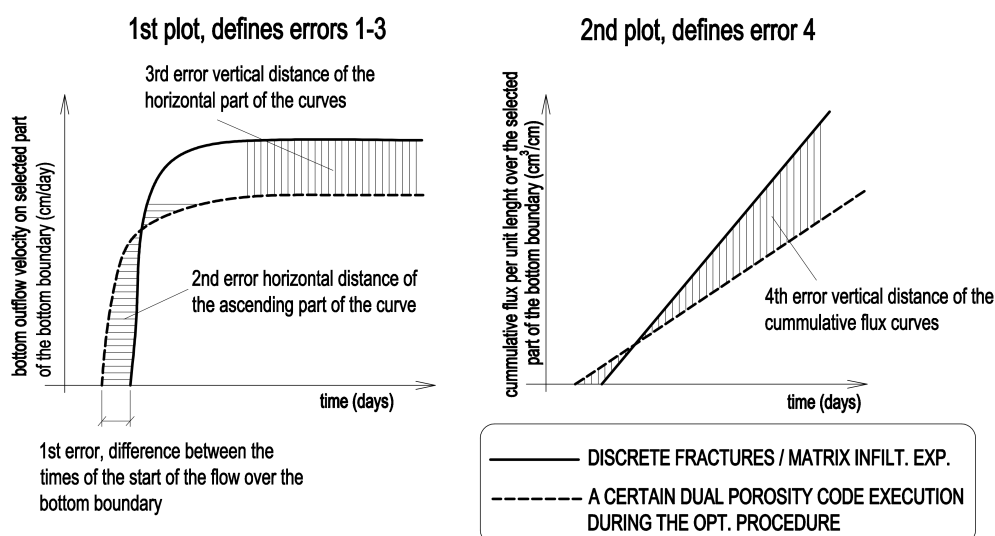 1st plot, defines errors 1-3
3rd error vertical distance of the
horizontal part of the curves
bottom outflow velocity on selected part
of the bottom boundary (cm/day)
2nd error horizontal distance of
the ascending part of the curve
time (days)
1st error, difference between the
times of the start of the flow over the
bottom boundary
2nd plot, defines error 4
cummulative flux per unit lenght over the selected
part of the bottom boundary (cm³/cm)
4th error vertical distance of the
cummulative flux curves
time (days)
DISCRETE FRACTURES / MATRIX INFILT. EXP.
A CERTAIN DUAL POROSITY CODE EXECUTION
DURING THE OPT. PROCEDURE